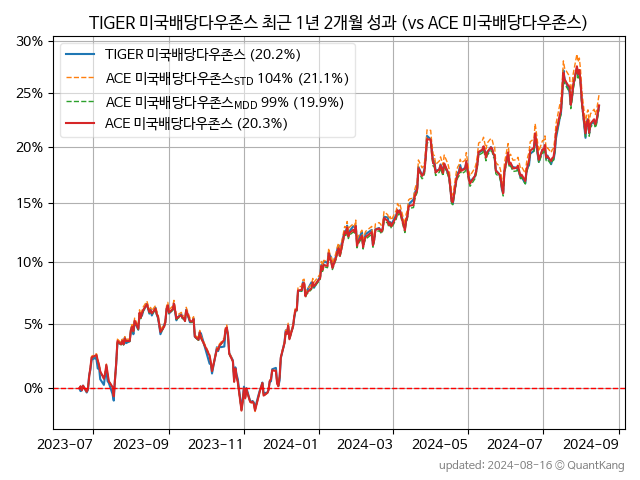 TIGER 미국배당다우존스 최근 1년 2개월 성과 (vs ACE 미국배당다우존스)
TIGER 미국배당다우존스 (20.2%)
ACE 미국배당다우존스STD 104% (21.1%)
ACE 미국배당다우존스MDD 99% (19.9%)
ACE 미국배당다우존스 (20.3%)
30%
25%
20%
15%
10%
5%
0%
2023-07 2023-09 2023-11 2024-01 2024-03 2024-05 2024-07 2024-09
updated: 2024-08-16 © QuantKang